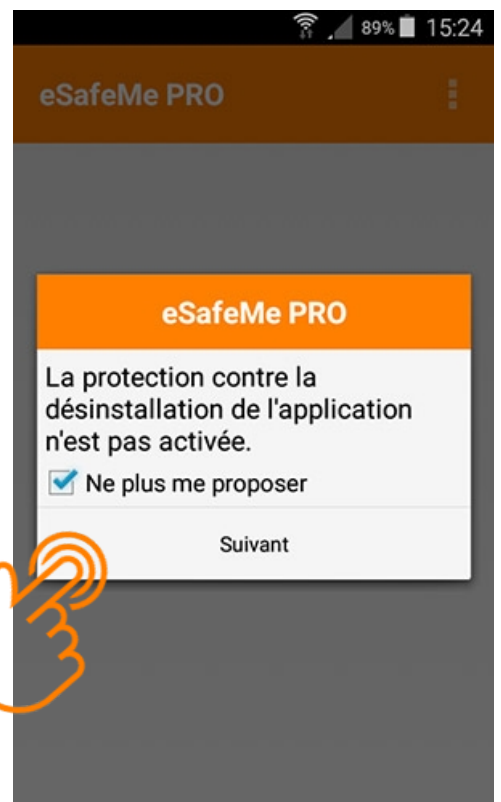 89% 15:24
eSafeMe PRO
eSafeMe PRO
La protection contre la
désinstallation de l'application
n'est pas activée.
Ne plus me proposer
Suivant